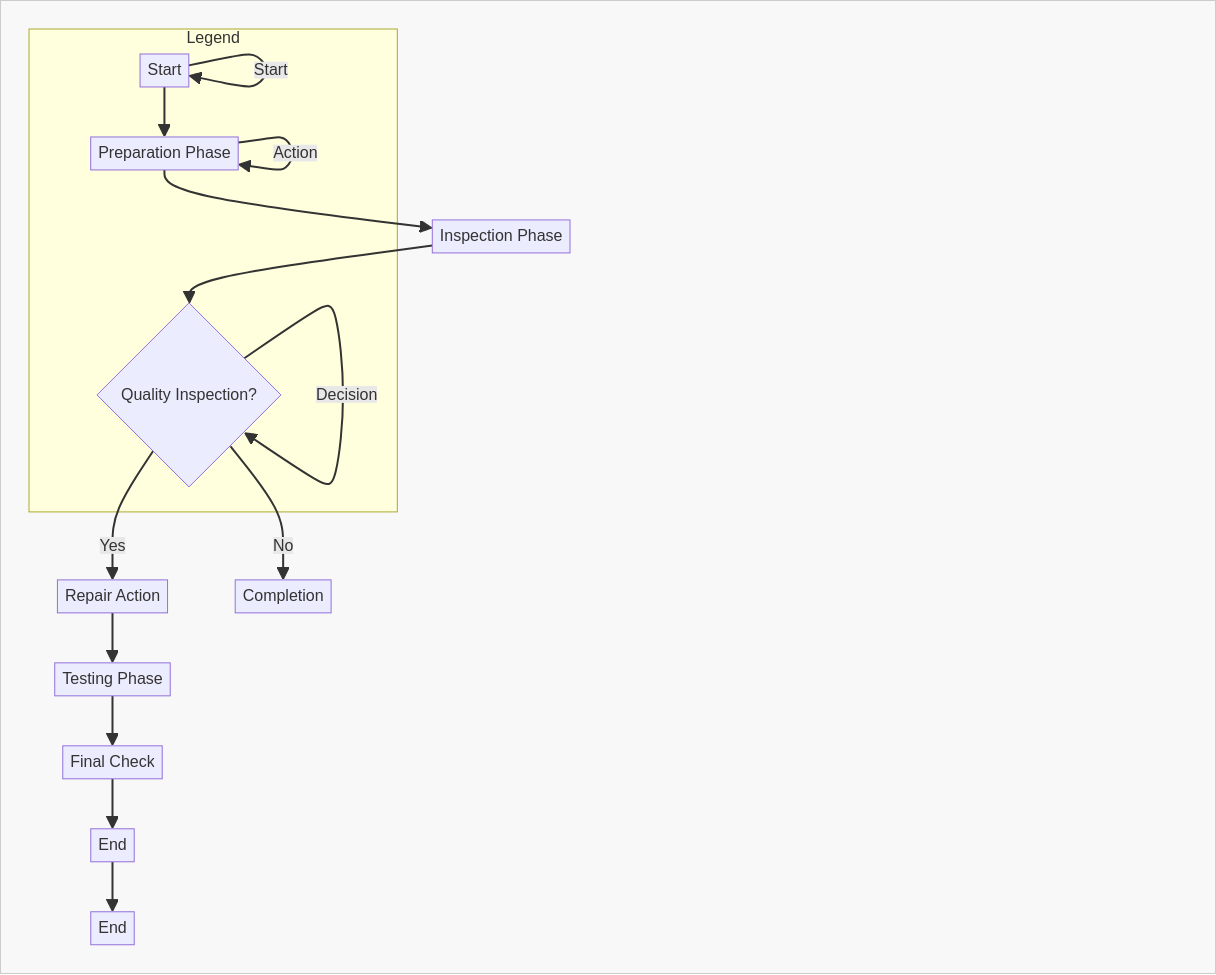 Legend
Start
Start
Preparation Phase
Action
Inspection Phase
Quality Inspection?
Decision
Yes
No
Repair Action
Completion
Testing Phase
Final Check
End
End